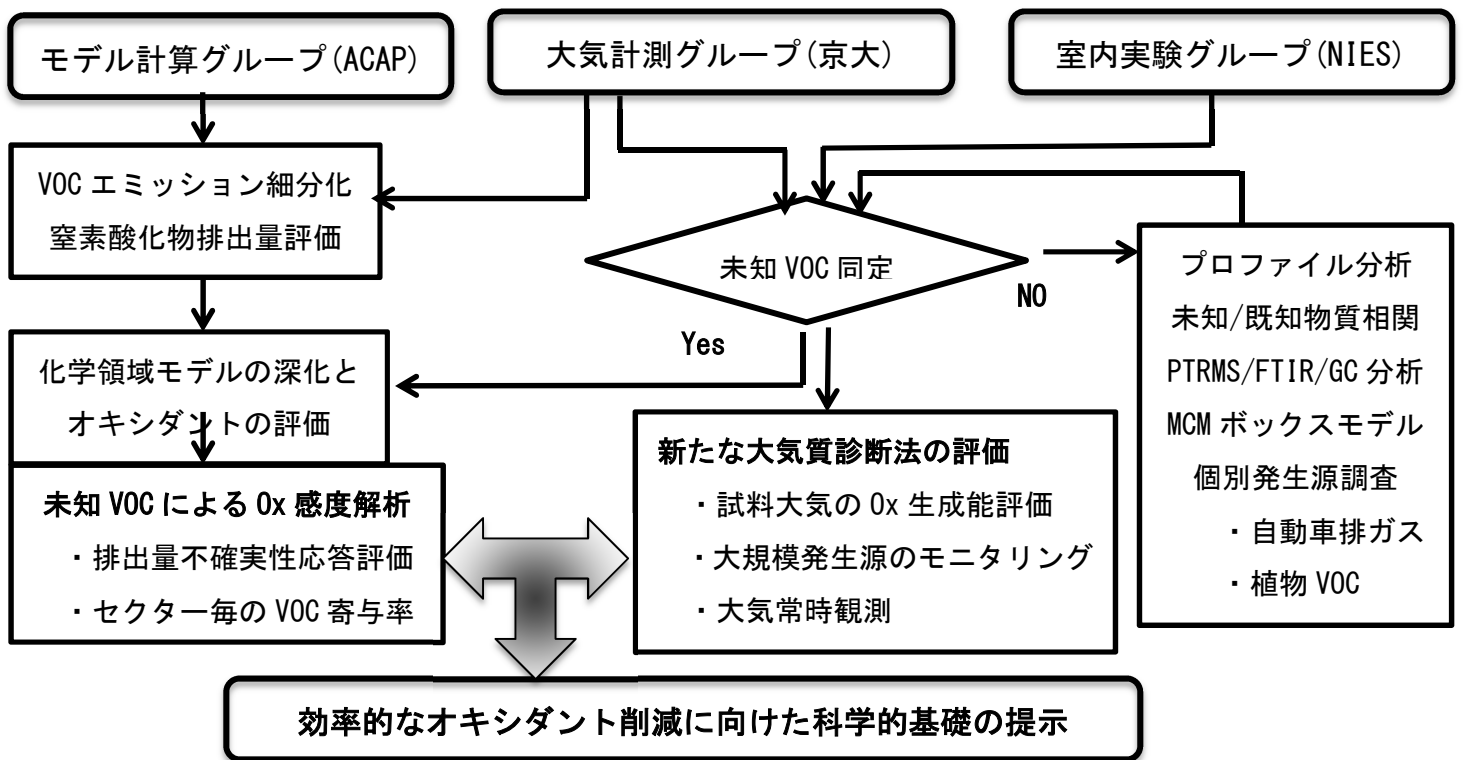 モデル計算グループ(ACAP)
大気計測グループ(京大)
室内実験グループ(NIES)
VOC エミッション細分化
窒素酸化物排出量評価
未知 VOC 同定
NO
Yes
プロファイル分析
未知/既知物質相関
PTRMS/FTIR/GC 分析
MCM ボックスモデル
個別発生源調査
・自動車排ガス
・植物 VOC
化学領域モデルの深化と
オキシダントの評価
未知 VOC による Ox 感度解析
・排出量不確実性応答評価
・セクター毎の VOC 寄与率
新たな大気質診断法の評価
・試料大気の Ox 生成能評価
・大規模発生源のモニタリング
・大気常時観測
効率的なオキシダント削減に向けた科学的基礎の提示